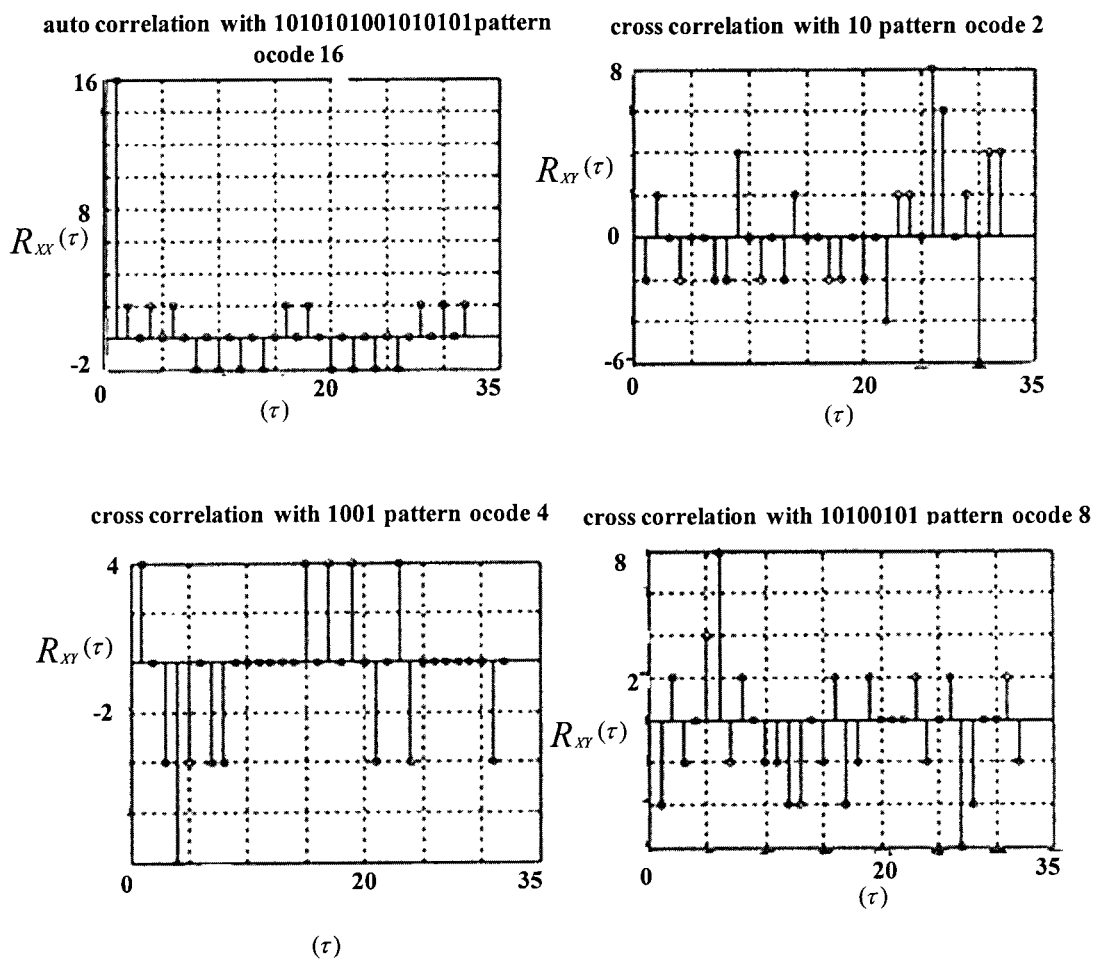 auto correlation with 1010101001010101pattern
ocode 16
16
8
R_XX(τ)
-2
0
20
35
(τ)
cross correlation with 10 pattern ocode 2
8
R_XY(τ)
0
-6
0
20
35
(τ)
cross correlation with 1001 pattern ocode 4
4
R_XY(τ)
-2
0
20
35
(τ)
cross correlation with 10100101 pattern ocode 8
8
2
R_XY(τ)
0
20
35
(τ)